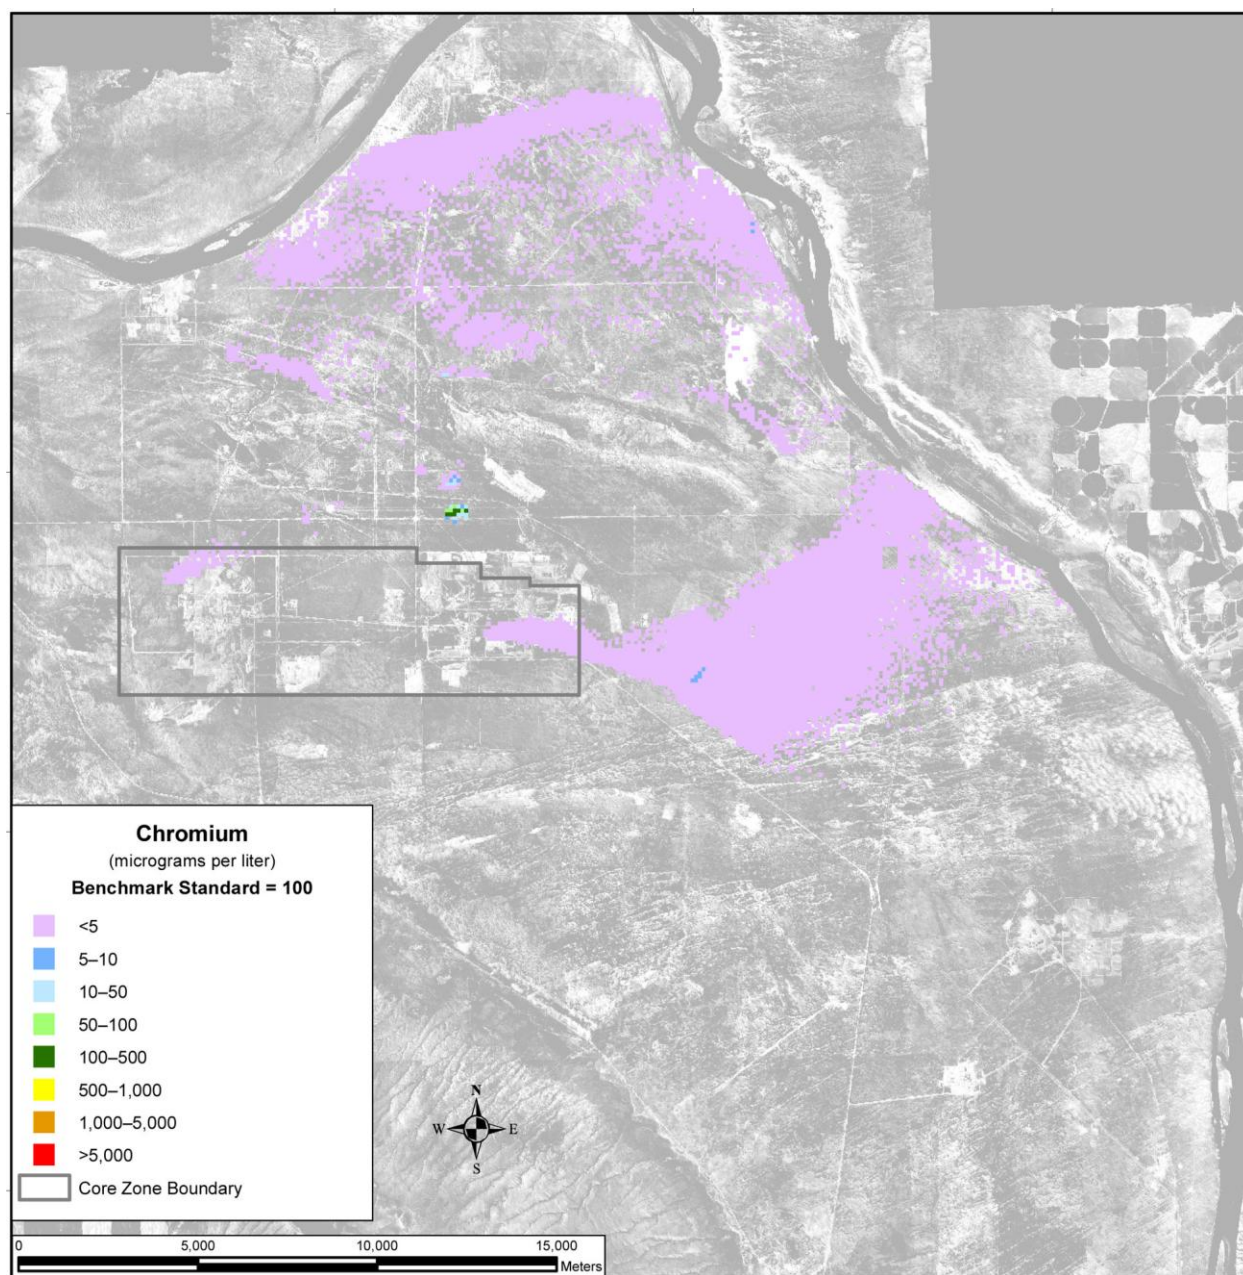 N
W E
S
Chromium
(micrograms per liter)
Benchmark Standard = 100
<5
5–10
10–50
50–100
100–500
500–1,000
1,000–5,000
>5,000
Core Zone Boundary
0 5,000 10,000 15,000
Meters